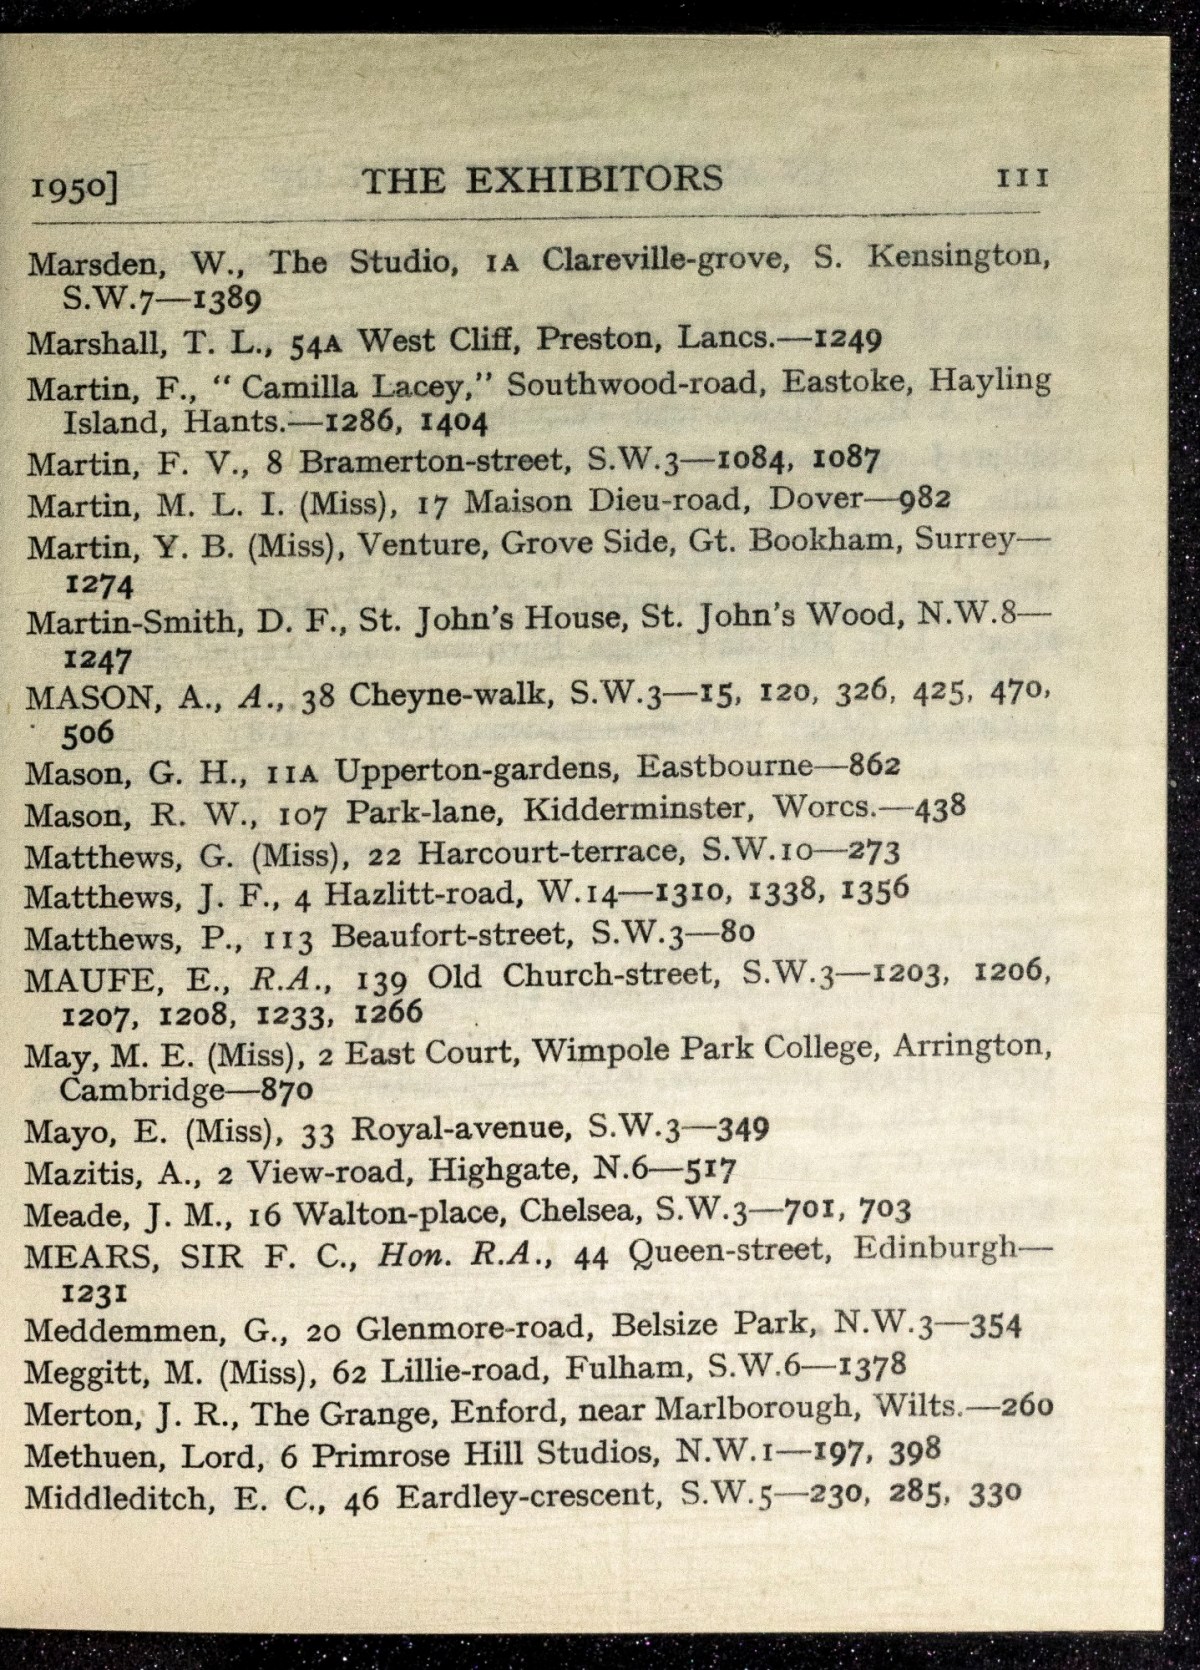 1950] THE EXHIBITORS 111
Marsden, W., The Studio, 1A Clareville-grove, S. Kensington,
S.W.7—1389
Marshall, T. L., 54A West Cliff, Preston, Lancs.—1249
Martin, F., “ Camilla Lacey,” Southwood-road, Eastoke, Hayling
Island, Hants.—1286, 1404
Martin, F. V., 8 Bramerton-street, S.W.3—1084, 1087
Martin, M. L. I. (Miss), 17 Maison Dieu-road, Dover—982
Martin, Y. B. (Miss), Venture, Grove Side, Gt. Bookham, Surrey—
1274
Martin-Smith, D. F., St. John’s House, St. John’s Wood, N.W.8—
1247
MASON, A., A., 38 Cheyne-walk, S.W.3—15, 120, 326, 425, 470,
506
Mason, G. H., 11A Upperton-gardens, Eastbourne—862
Mason, R. W., 107 Park-lane, Kidderminster, Worcs.—438
Matthews, G. (Miss), 22 Harcourt-terrace, S.W.10—273
Matthews, J. F., 4 Hazlitt-road, W.14—1310, 1338, 1356
Matthews, P., 113 Beaufort-street, S.W.3—80
MAUFE, E., R.A., 139 Old Church-street, S.W.3—1203, 1206,
1207, 1208, 1233, 1266
May, M. E. (Miss), 2 East Court, Wimpole Park College, Arrington,
Cambridge—870
Mayo, E. (Miss), 33 Royal-avenue, S.W.3—349
Mazitis, A., 2 View-road, Highgate, N.6—517
Meade, J. M., 16 Walton-place, Chelsea, S.W.3—701, 703
MEARS, SIR F. C., Hon. R.A., 44 Queen-street, Edinburgh—
1231
Meddemmen, G., 20 Glenmore-road, Belsize Park, N.W.3—354
Meggitt, M. (Miss), 62 Lillie-road, Fulham, S.W.6—1378
Merton, J. R., The Grange, Enford, near Marlborough, Wilts.—260
Methuen, Lord, 6 Primrose Hill Studios, N.W.1—197, 398
Middleditch, E. C., 46 Eardley-crescent, S.W.5—230, 285, 330